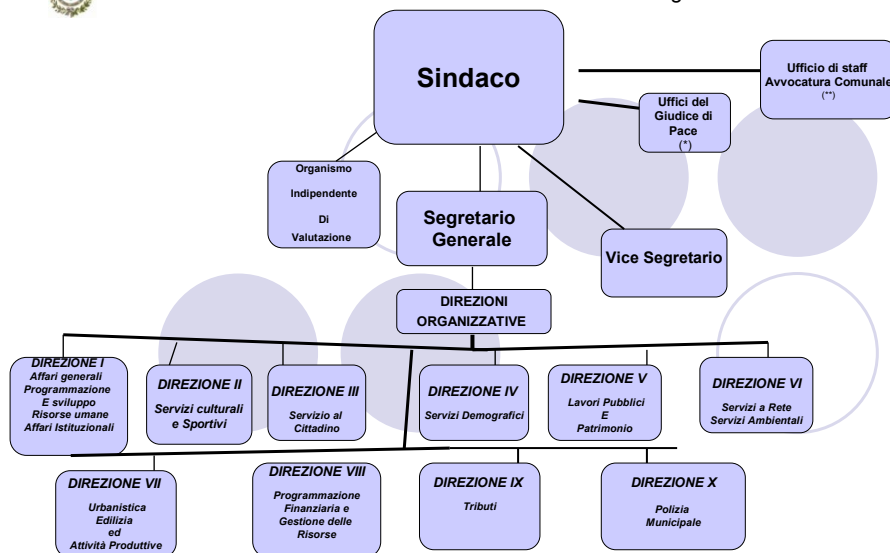 Sindaco
Ufficio di staff
Avvocatura Comunale
(**)
Uffici del
Giudice di
Pace
(*)
Organismo
Indipendente
Di
Valutazione
Segretario
Generale
Vice Segretario
DIREZIONI
ORGANIZZATIVE
DIREZIONE I
Affari generali
Programmazione
E sviluppo
Risorse umane
Affari Istituzionali
DIREZIONE II
Servizi culturali
e Sportivi
DIREZIONE III
Servizio al
Cittadino
DIREZIONE IV
Servizi Demografici
DIREZIONE V
Lavori Pubblici
E
Patrimonio
DIREZIONE VI
Servizi a Rete
Servizi Ambientali
DIREZIONE VII
Urbanistica
Edilizia
ed
Attività Produttive
DIREZIONE VIII
Programmazione
Finanziaria e
Gestione delle
Risorse
DIREZIONE IX
Tributi
DIREZIONE X
Polizia
Municipale